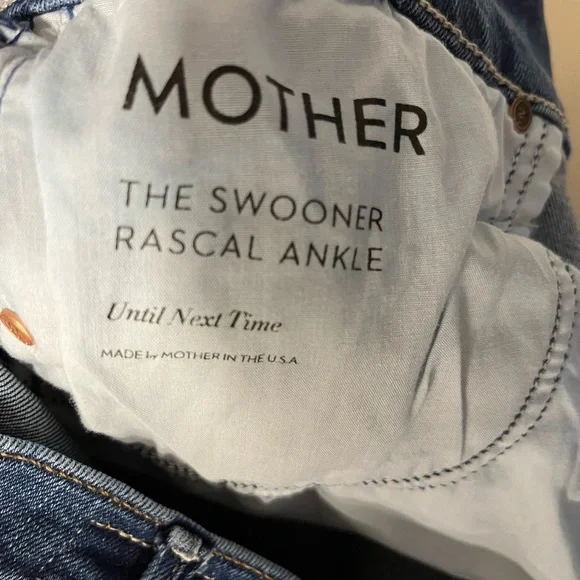 MOTHER
THE SWOONER
RASCAL ANKLE
Until Next Time
MADE by MOTHER IN THE U.S.A.